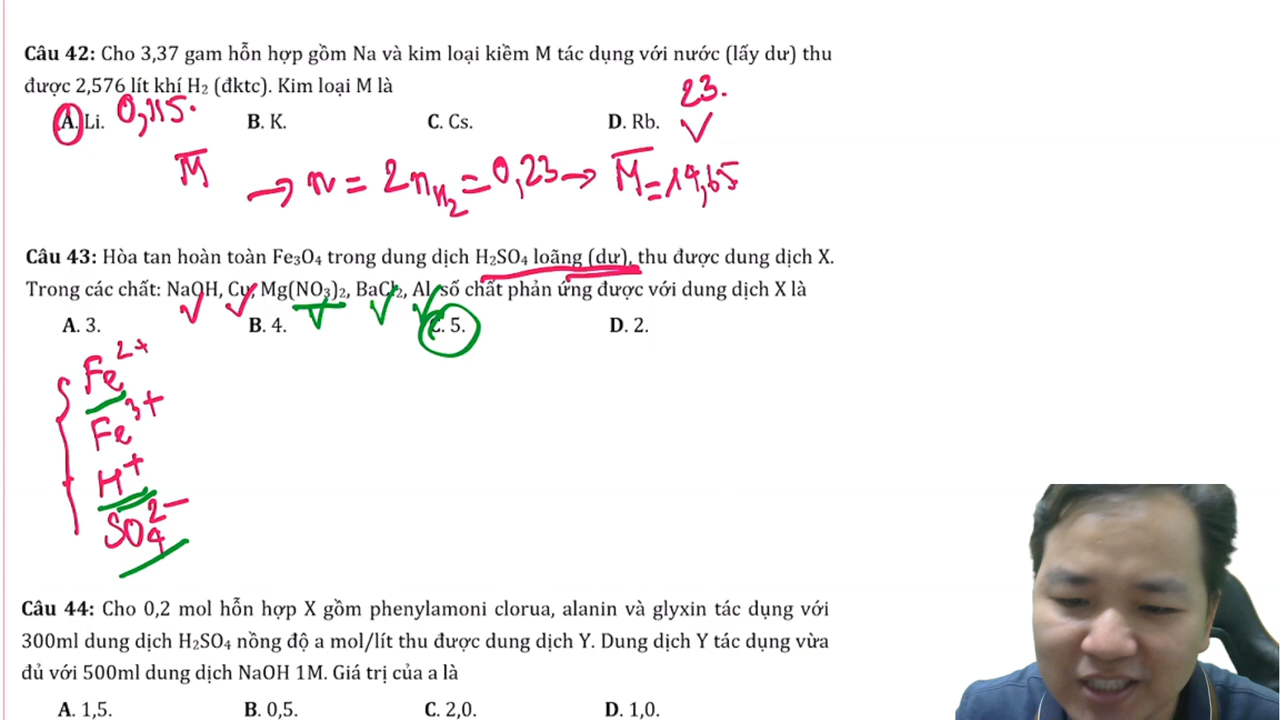 Câu 42: Cho 3,37 gam hỗn hợp gồm Na và kim loại kiềm M tác dụng với nước (lấy dư) thu
được 2,576 lít khí H₂ (đktc). Kim loại M là
23.
A. Li. 0,115. B. K. C. Cs. D. Rb.
M̅ → n = 2n_H₂ = 0,23 → M̅ = 14,65
Câu 43: Hòa tan hoàn toàn Fe₃O₄ trong dung dịch H₂SO₄ loãng (dư), thu được dung dịch X.
Trong các chất: NaOH, Cu, Mg(NO₃)₂, BaCl₂, Al, số chất phản ứng được với dung dịch X là
A. 3. B. 4. C. 5. D. 2.
Fe²⁺
Fe³⁺
H⁺
SO₄²⁻
Câu 44: Cho 0,2 mol hỗn hợp X gồm phenylamoni clorua, alanin và glyxin tác dụng với
300ml dung dịch H₂SO₄ nồng độ a mol/lít thu được dung dịch Y. Dung dịch Y tác dụng vừa
đủ với 500ml dung dịch NaOH 1M. Giá trị của a là
A. 1,5. B. 0,5. C. 2,0. D. 1,0.